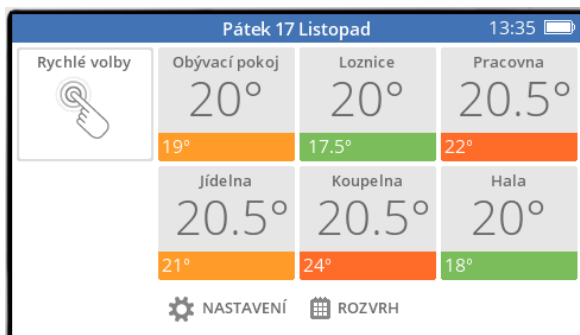 Pátek 17 Listopad 13:35
Rychlé volby
Obývací pokoj Loznice Pracovna
20° 20° 20.5°
19° 17.5° 22°
Jídelna Koupelna Hala
20.5° 20.5° 20°
21° 24° 18°
NASTAVENÍ ROZVRH